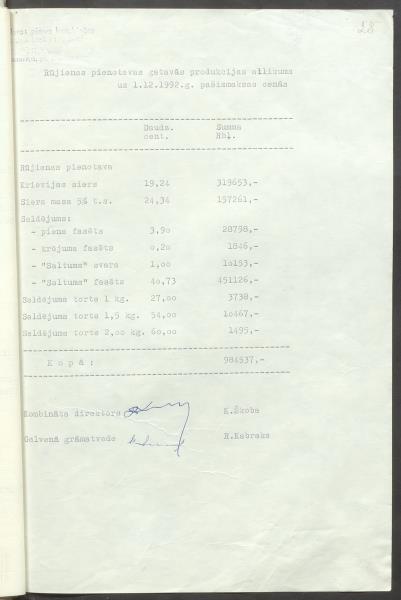 Rūjienas pienotavas gatavās produkcijas atlikums
uz 1.12.1992.g. pašizmaksas cenās
Daudz. Summa
cent. Rbl.
Rūjienas pienotava
Krievijas siers 19,24 319653,-
Siera masa 5% t.s. 24,34 157261,-
Saldējums:
- piena fasēts 3,90 28798,-
- krējuma fasēts 0,20 1846,-
- "Saltums" svara 1,00 10153,-
- "Saltums" fasēts 40,73 451126,-
Saldējuma torte 1 kg. 27,00 3738,-
Saldējuma torte 1,5 kg. 54,00 10467,-
Saldējuma torte 2,00 kg. 60,00 1495,-
Kopā: 984537,-
Kombināta direktors K.Škoba
Galvenā grāmatvede R.Kabraka